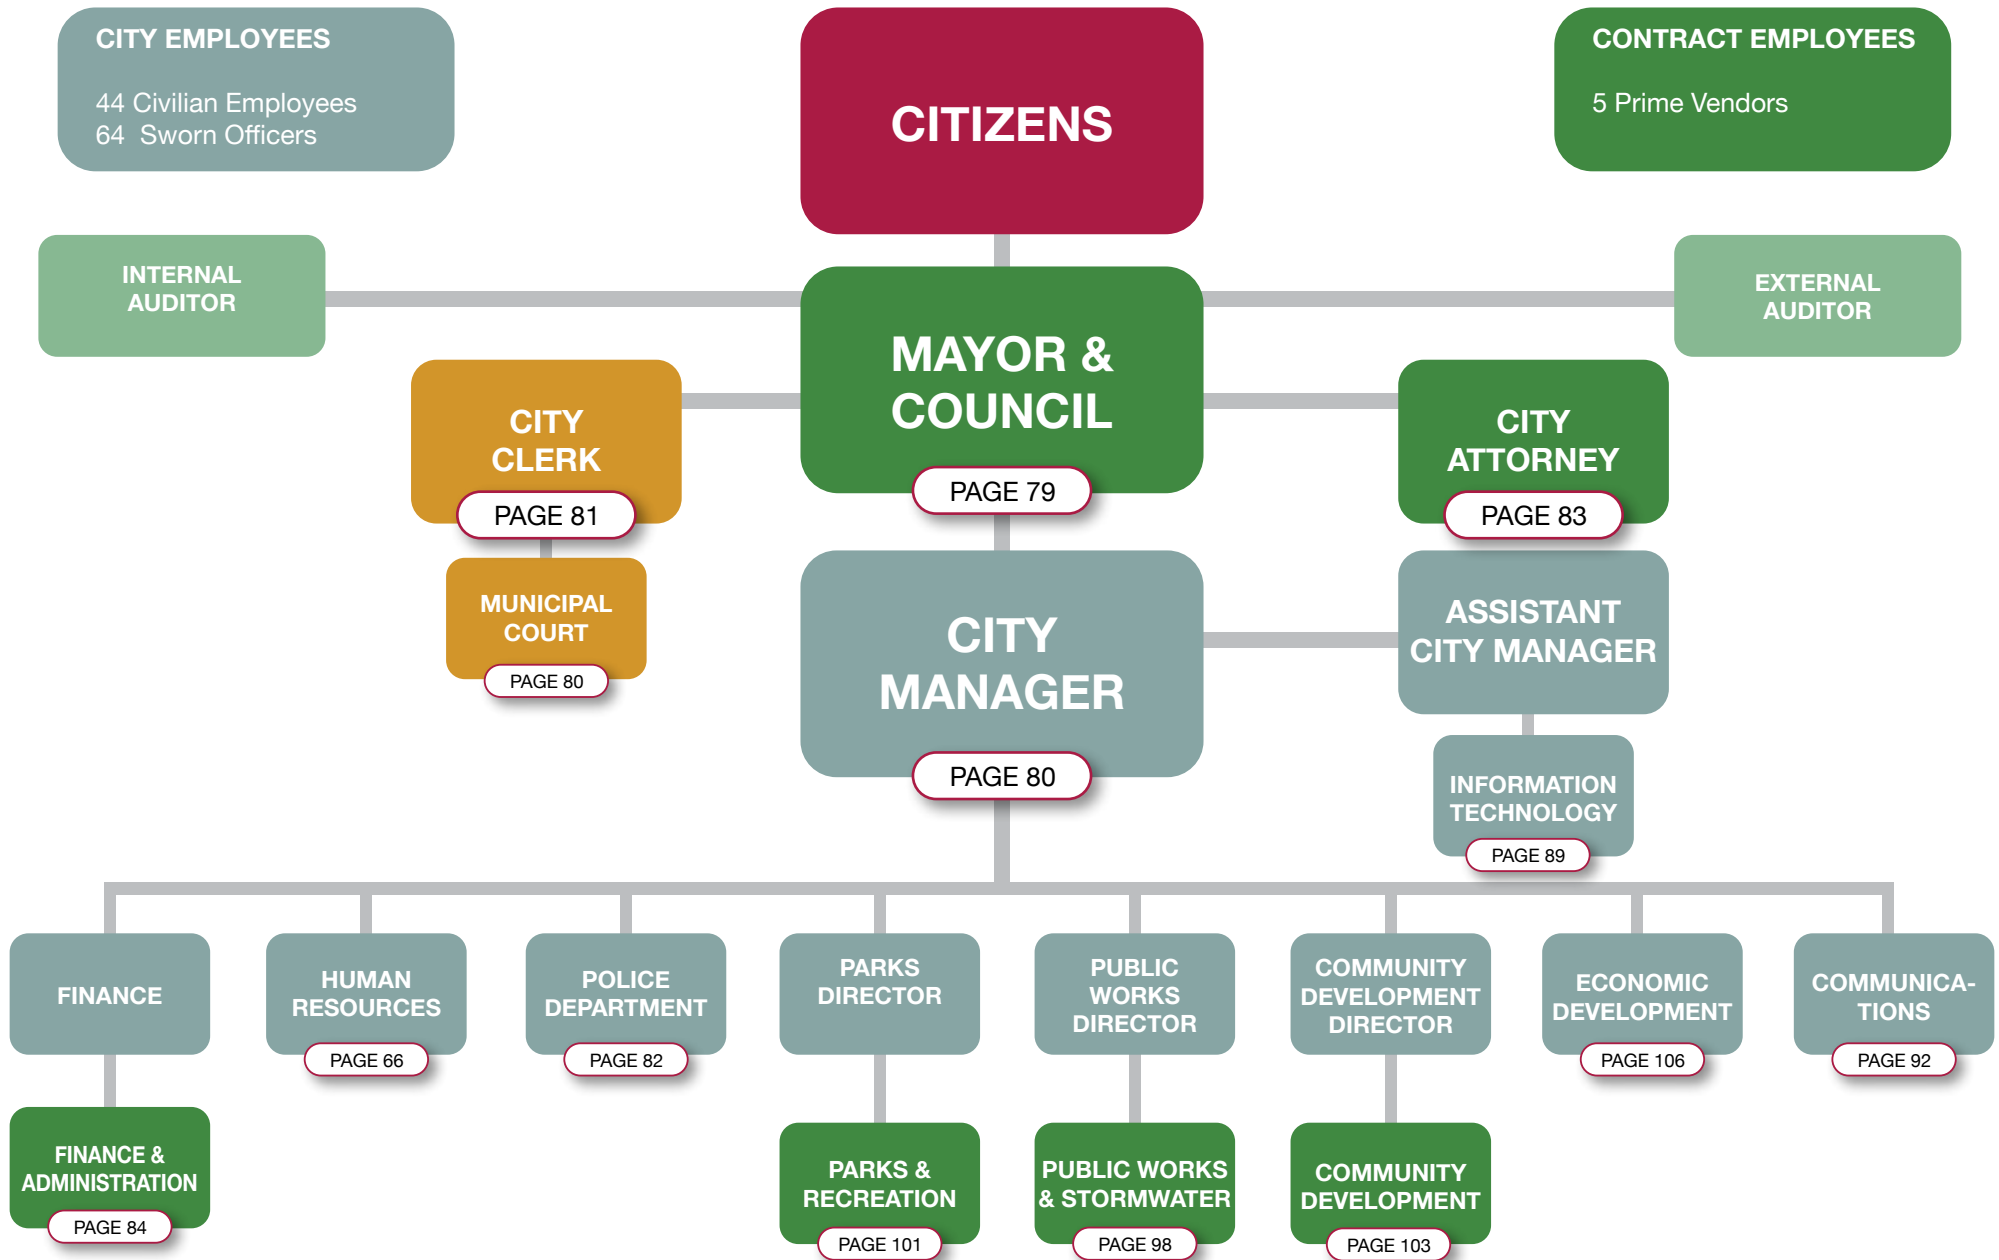 CITY EMPLOYEES
44 Civilian Employees
64 Sworn Officers
CITIZENS
CONTRACT EMPLOYEES
5 Prime Vendors
INTERNAL
AUDITOR
EXTERNAL
AUDITOR
MAYOR &
COUNCIL
PAGE 79
CITY
CLERK
PAGE 81
CITY
ATTORNEY
PAGE 83
MUNICIPAL
COURT
PAGE 80
CITY
MANAGER
PAGE 80
ASSISTANT
CITY MANAGER
INFORMATION
TECHNOLOGY
PAGE 89
FINANCE
HUMAN
RESOURCES
PAGE 66
POLICE
DEPARTMENT
PAGE 82
PARKS
DIRECTOR
PUBLIC
WORKS
DIRECTOR
COMMUNITY
DEVELOPMENT
DIRECTOR
ECONOMIC
DEVELOPMENT
PAGE 106
COMMUNICA-
TIONS
PAGE 92
FINANCE &
ADMINISTRATION
PAGE 84
PARKS &
RECREATION
PAGE 101
PUBLIC WORKS
& STORMWATER
PAGE 98
COMMUNITY
DEVELOPMENT
PAGE 103